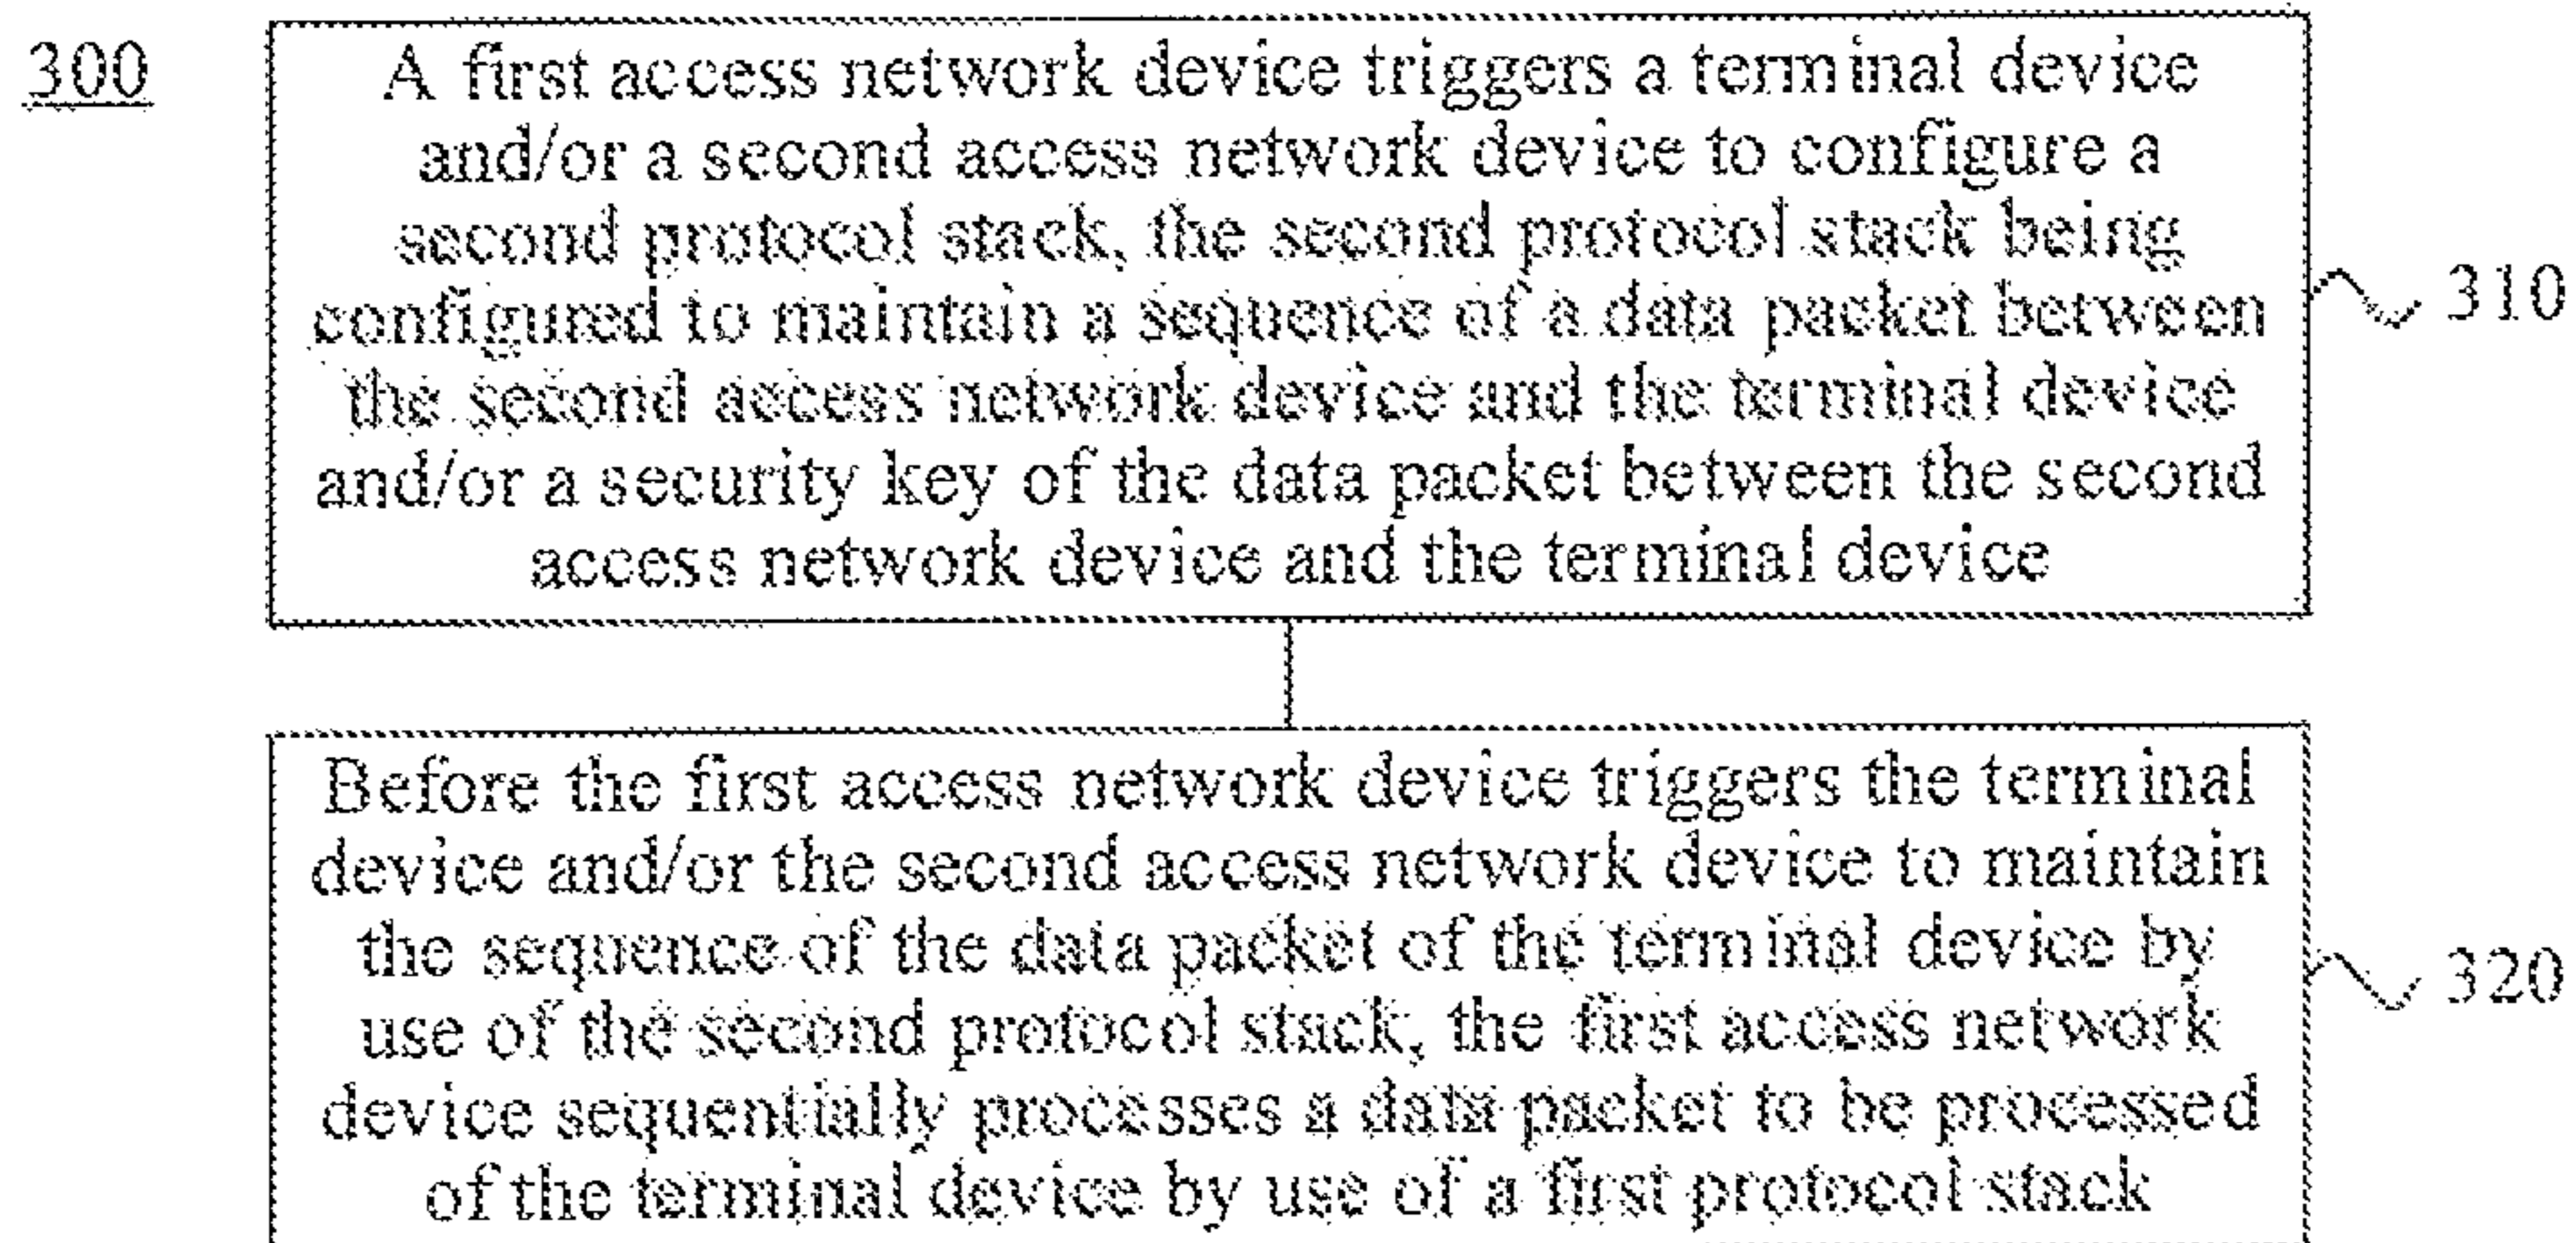 300
A first access network device triggers a terminal device
and/or a second access network device to configure a
second protocol stack, the second protocol stack being
configured to maintain a sequence of a data packet between
the second access network device and the terminal device
and/or a security key of the data packet between the second
access network device and the terminal device
310
Before the first access network device triggers the terminal
device and/or the second access network device to maintain
the sequence of the data packet of the terminal device by
use of the second protocol stack, the first access network
device sequentially processes a data packet to be processed
of the terminal device by use of a first protocol stack
320